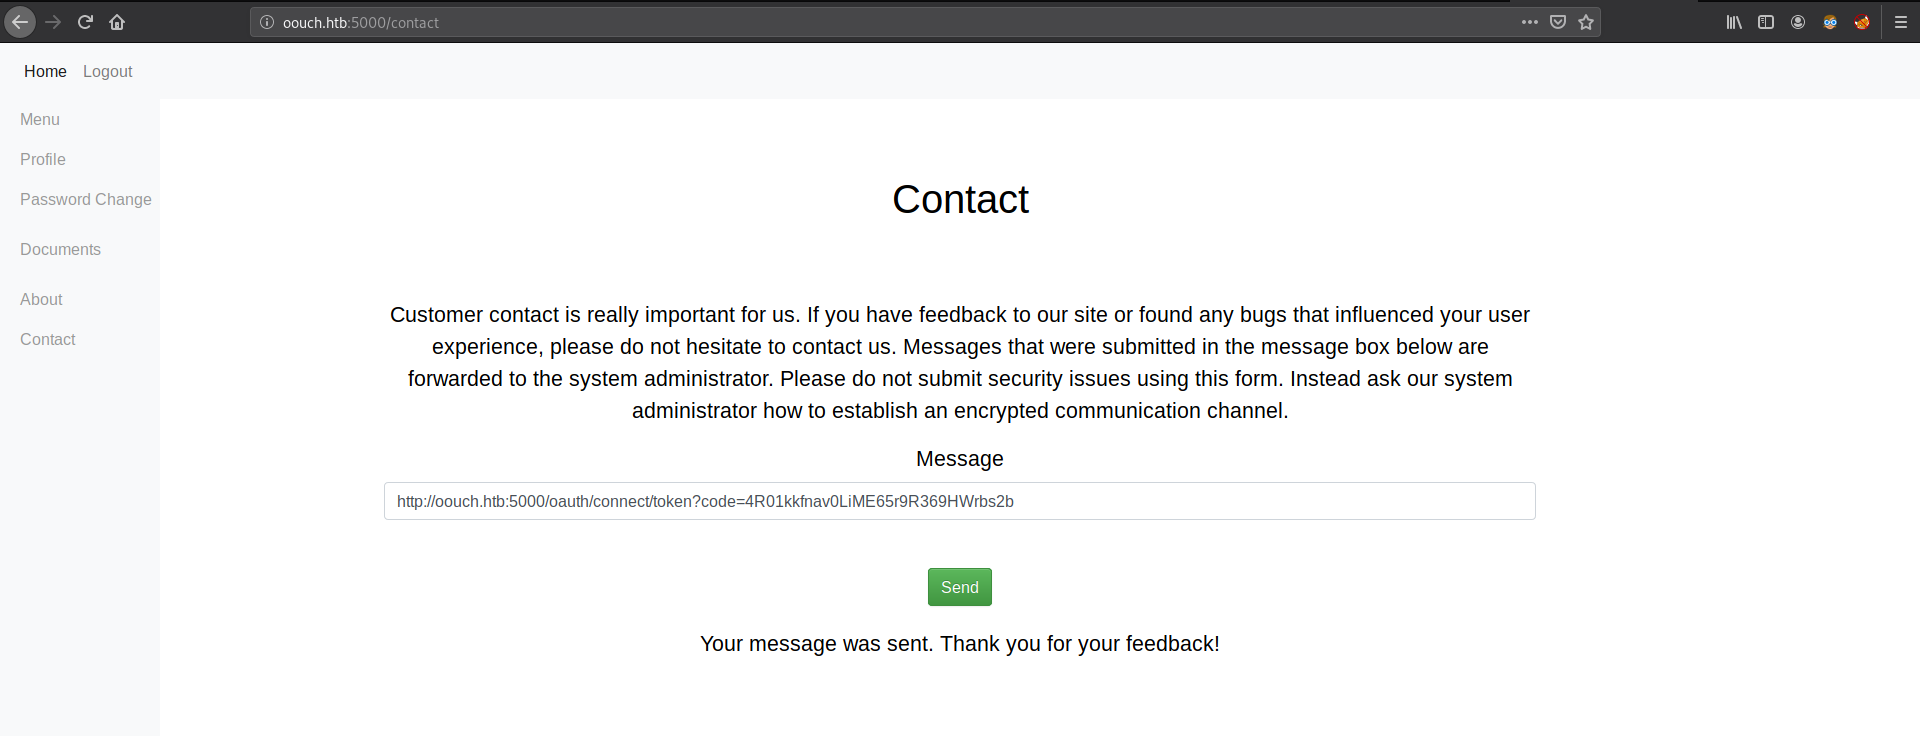 oouch.htb:5000/contact
Home Logout
Menu
Profile
Password Change
Documents
About
Contact
Contact
Customer contact is really important for us. If you have feedback to our site or found any bugs that influenced your user
experience, please do not hesitate to contact us. Messages that were submitted in the message box below are
forwarded to the system administrator. Please do not submit security issues using this form. Instead ask our system
administrator how to establish an encrypted communication channel.
Message
http://oouch.htb:5000/oauth/connect/token?code=4R01kkfnav0LiME65r9R369HWrbs2b
Send
Your message was sent. Thank you for your feedback!